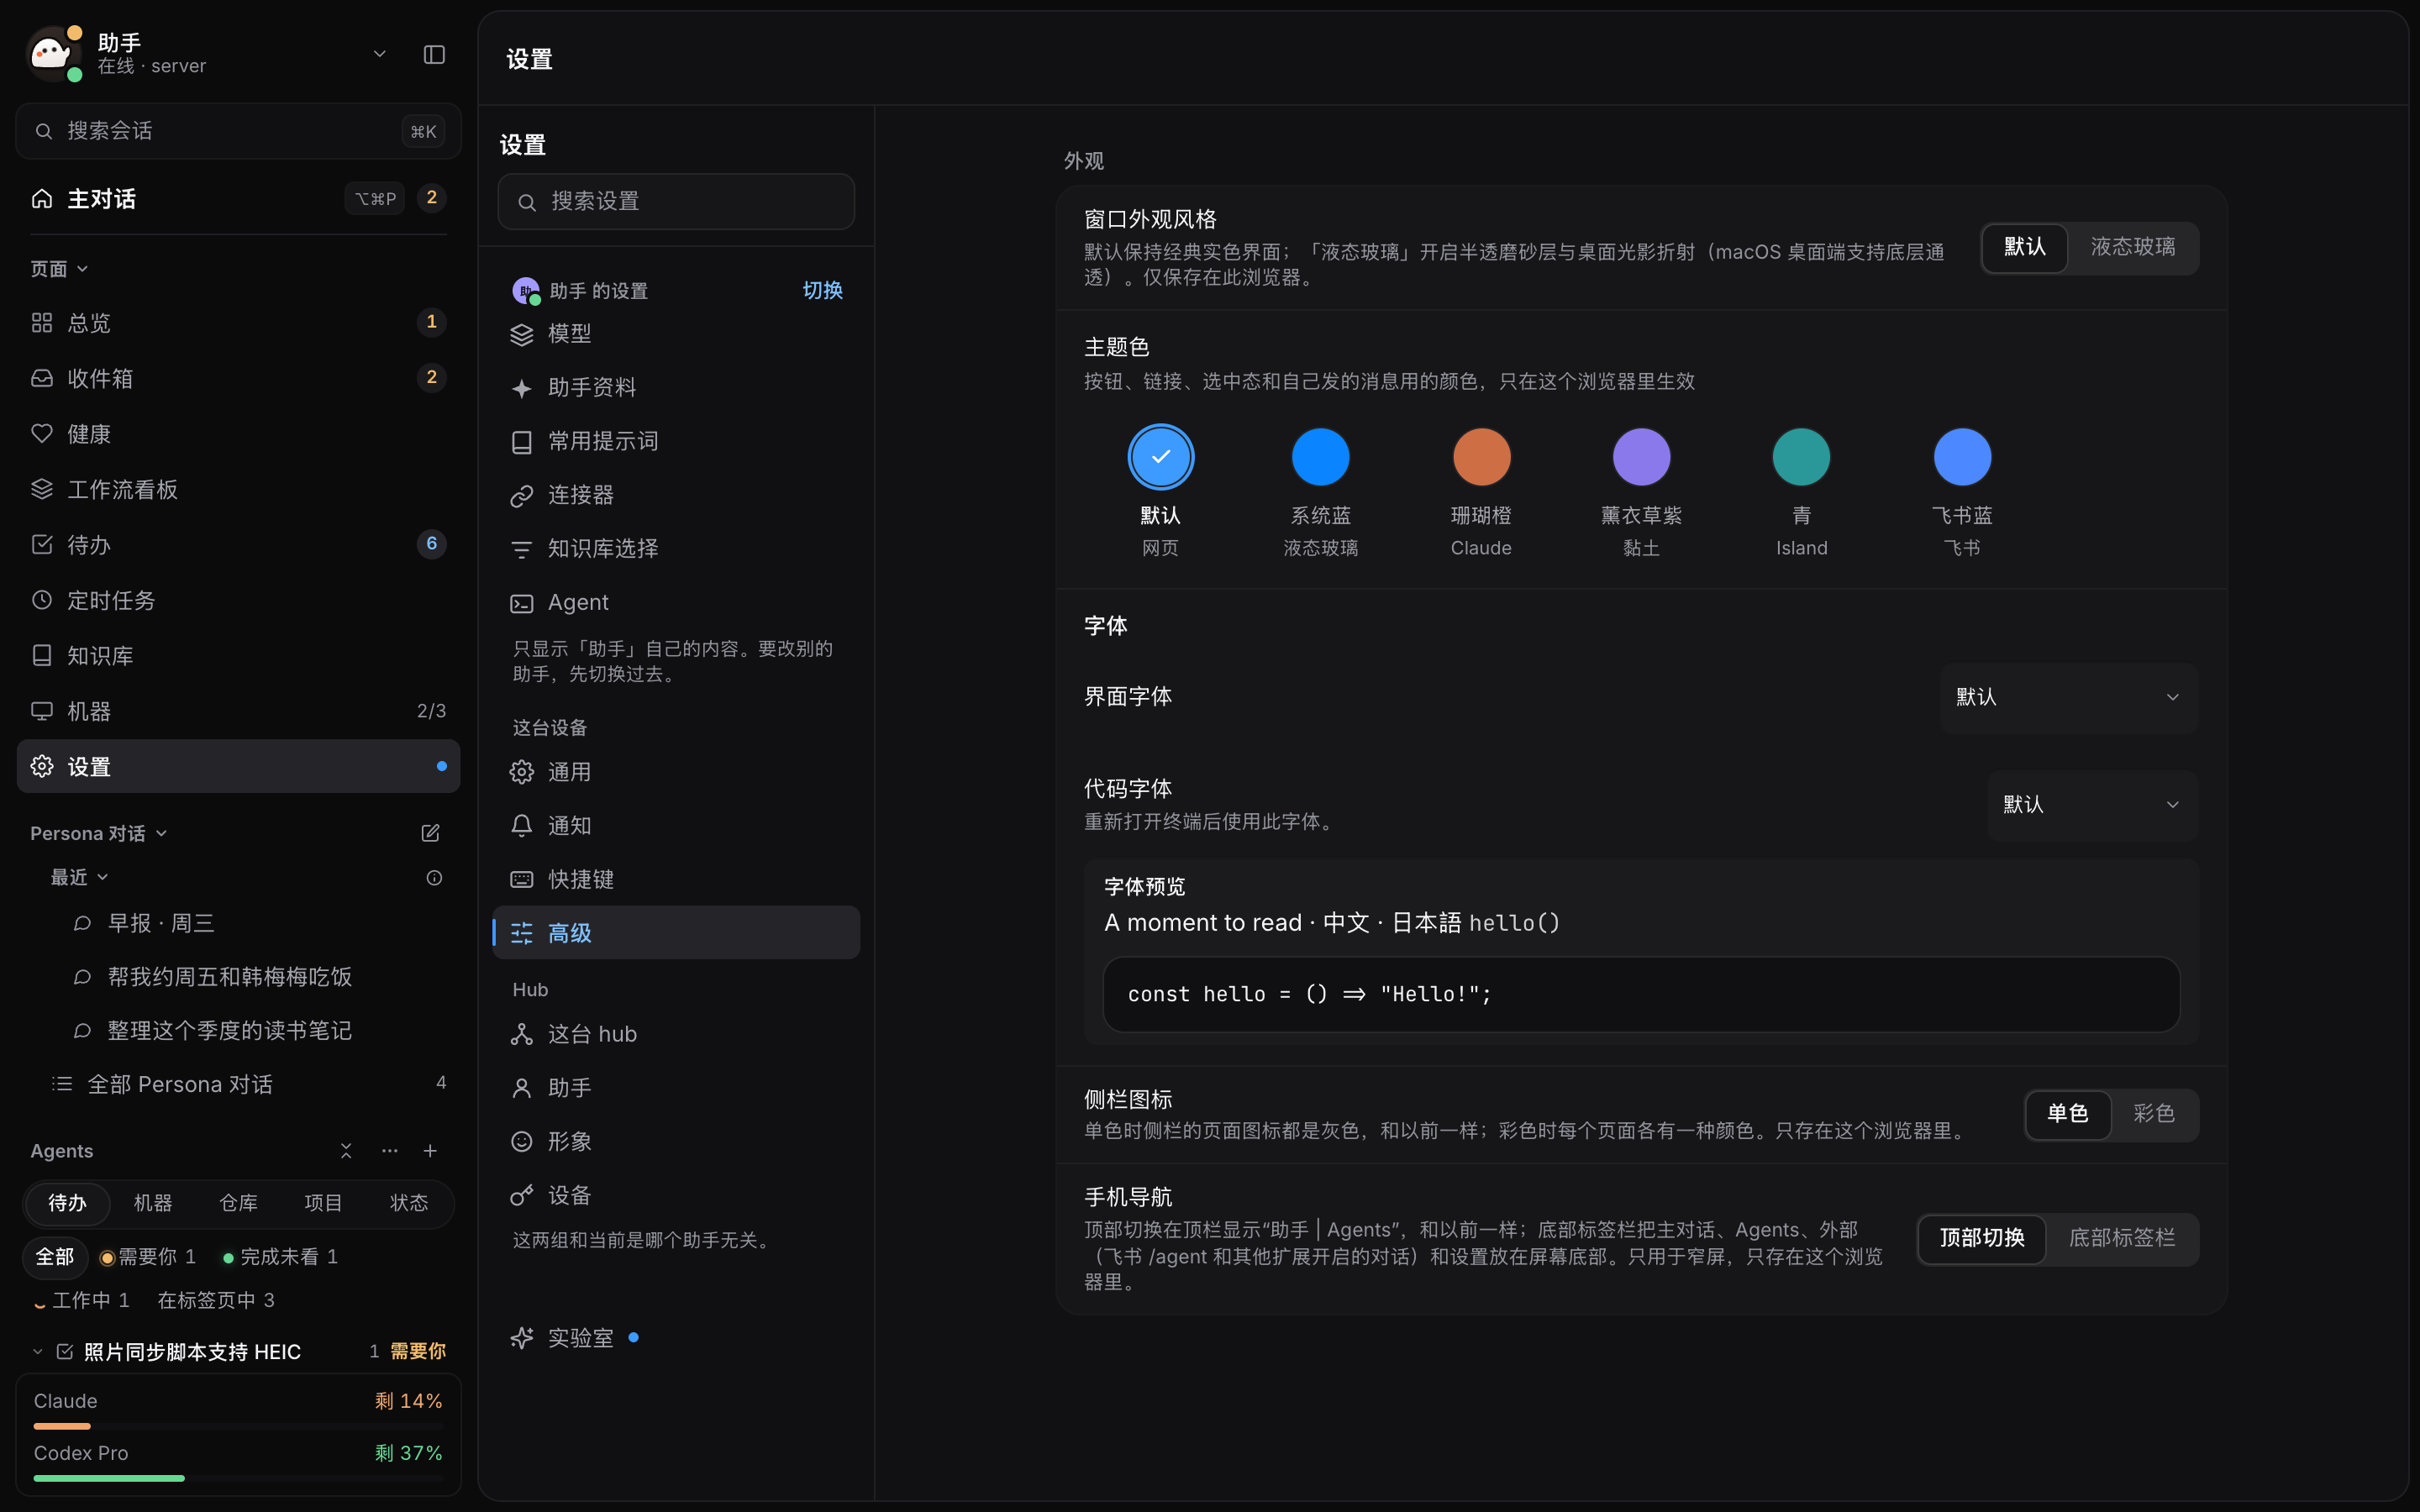 助手
在线 · server
搜索会话
⌘K
主对话
⌥⌘P
2
页面
总览
1
收件箱
2
健康
工作流看板
待办
6
定时任务
知识库
机器
2/3
设置
Persona 对话
最近
早报 · 周三
帮我约周五和韩梅梅吃饭
整理这个季度的读书笔记
全部 Persona 对话
4
Agents
待办 机器 仓库 项目 状态
全部 需要你 1 完成未看 1
工作中 1 在标签页中 3
照片同步脚本支持 HEIC 1 需要你
Claude 剩 14%
Codex Pro 剩 37%
设置
设置
搜索设置
助 助手 的设置 切换
模型
助手资料
常用提示词
连接器
知识库选择
Agent
只显示「助手」自己的内容。要改别的
助手，先切换过去。
这台设备
通用
通知
快捷键
高级
Hub
这台 hub
助手
形象
设备
这两组和当前是哪个助手无关。
实验室
外观
窗口外观风格
默认保持经典实色界面；「液态玻璃」开启半透磨砂层与桌面光影折射（macOS 桌面端支持底层通
透）。仅保存在此浏览器。
默认 液态玻璃
主题色
按钮、链接、选中态和自己发的消息用的颜色，只在这个浏览器里生效
默认 系统蓝 珊瑚橙 薰衣草紫 青 飞书蓝
网页 液态玻璃 Claude 黏土 Island 飞书
字体
界面字体
默认
代码字体
重新打开终端后使用此字体。
默认
字体预览
A moment to read · 中文 · 日本語 hello()
const hello = () => "Hello!";
侧栏图标
单色时侧栏的页面图标都是灰色，和以前一样；彩色时每个页面各有一种颜色。只存在这个浏览器里。
单色 彩色
手机导航
顶部切换在顶栏显示“助手 | Agents”，和以前一样；底部标签栏把主对话、Agents、外部
（飞书 /agent 和其他扩展开启的对话）和设置放在屏幕底部。只用于窄屏，只存在这个浏览
器里。
顶部切换 底部标签栏